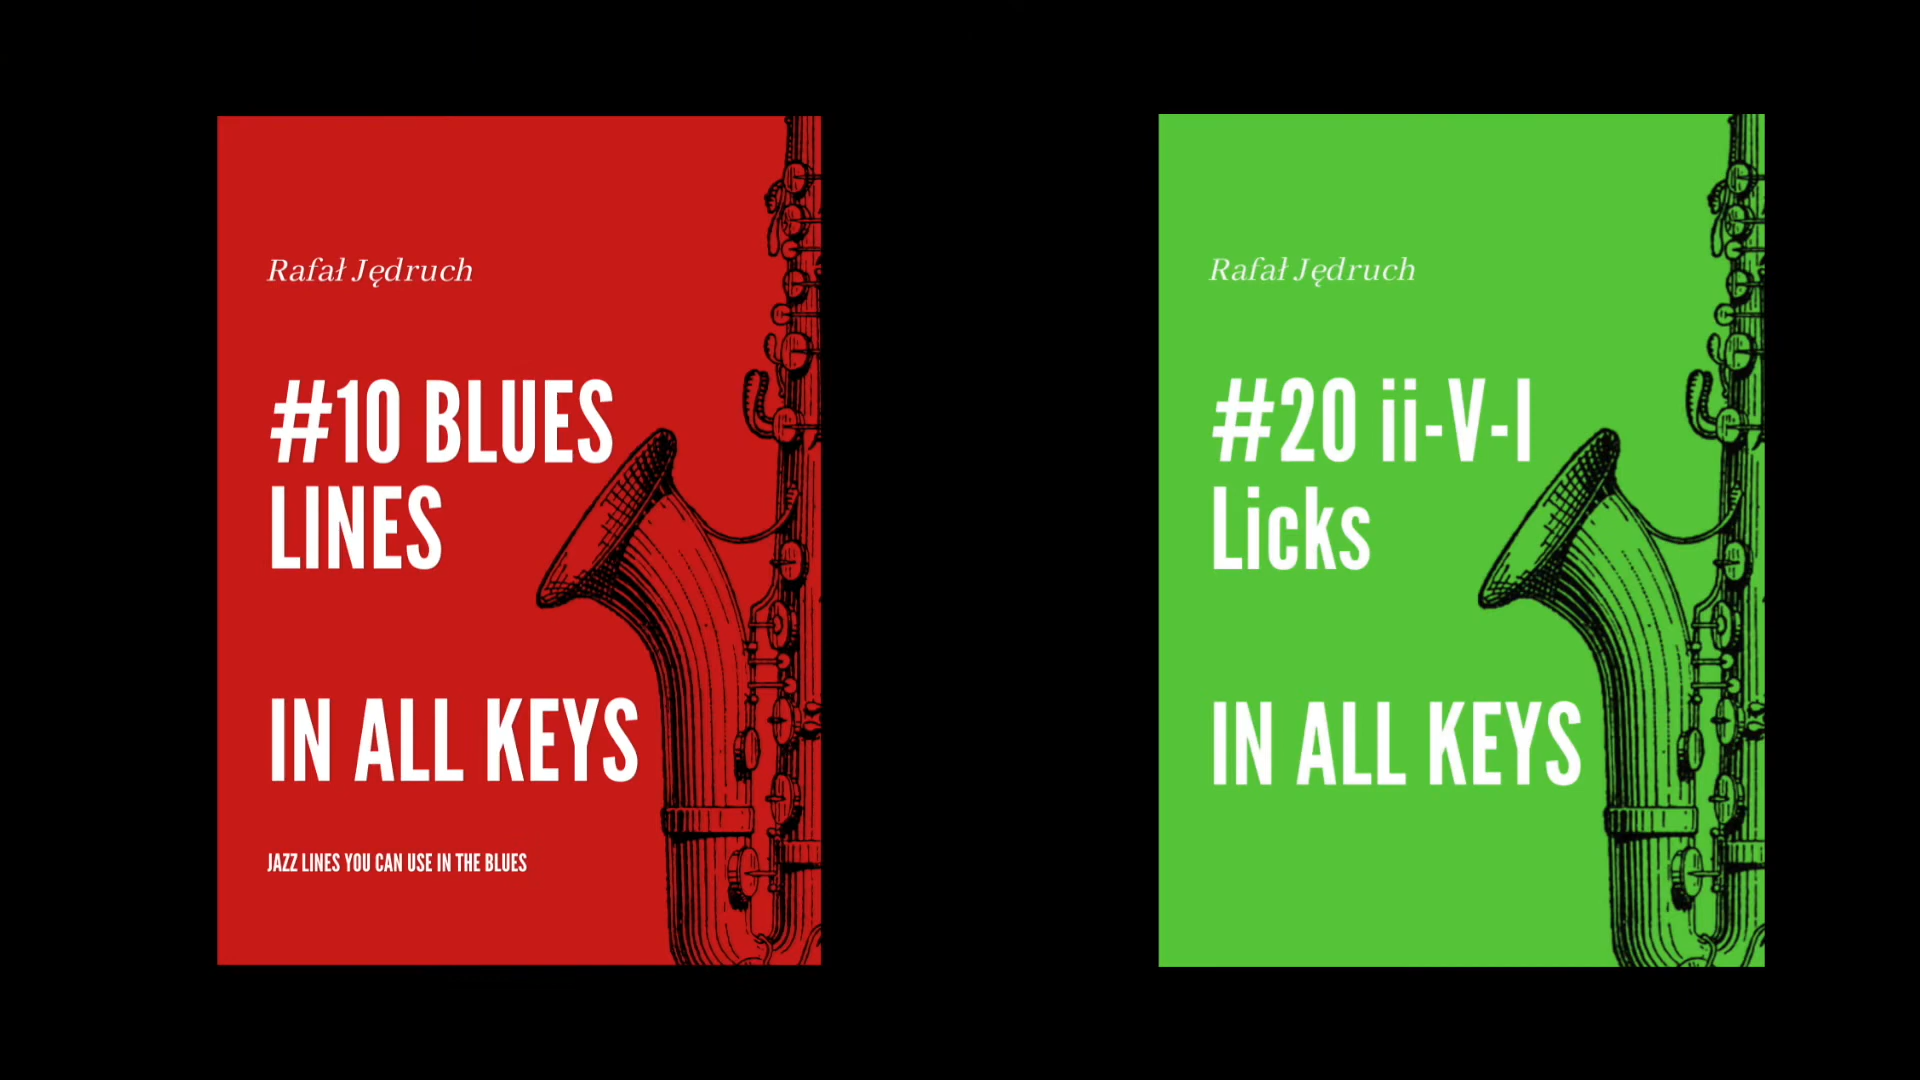 Rafał Jędruch
#10 BLUES
LINES
IN ALL KEYS
JAZZ LINES YOU CAN USE IN THE BLUES
Rafał Jędruch
#20 ii-V-I
Licks
IN ALL KEYS